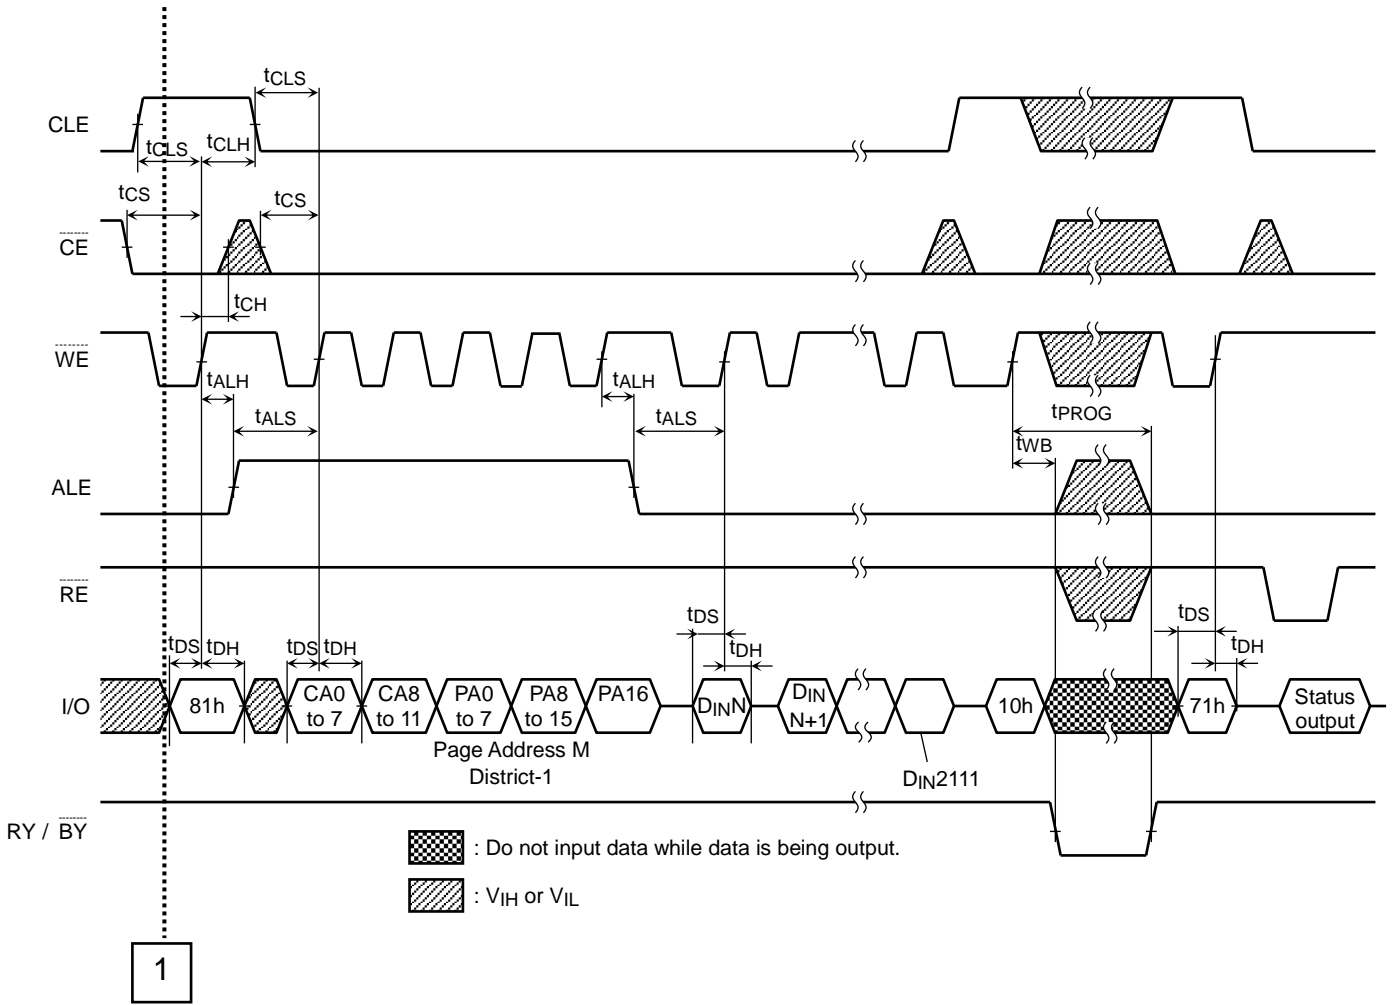 tCLS
CLE
tCLS tCLH
tCS tCS
CE
tCH
WE
tALH tALH
tALS tALS tPROG
tWB
ALE
RE
tDS tDH tDS tDH tDS tDH tDS tDH
I/O
81h
CA0 to 7
CA8 to 11
PA0 to 7
PA8 to 15
PA16
DINN
DIN N+1
10h
71h
Status output
Page Address M
District-1
DIN2111
RY / BY
: Do not input data while data is being output.
: VIH or VIL
1